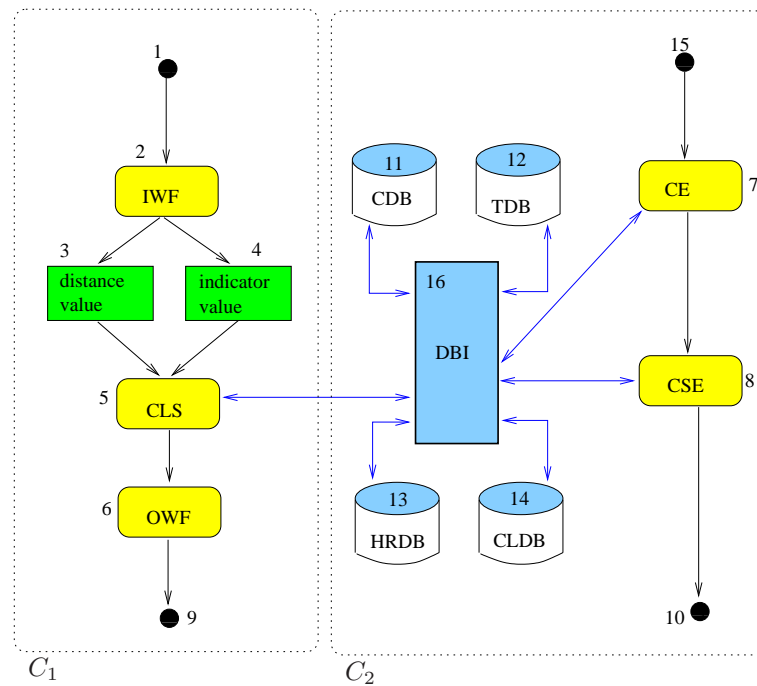 1
2
IWF
3
4
distance
value
indicator
value
5
CLS
6
OWF
9
C1
15
11
CDB
12
TDB
CE
7
16
DBI
CSE
8
13
HRDB
14
CLDB
10
C2